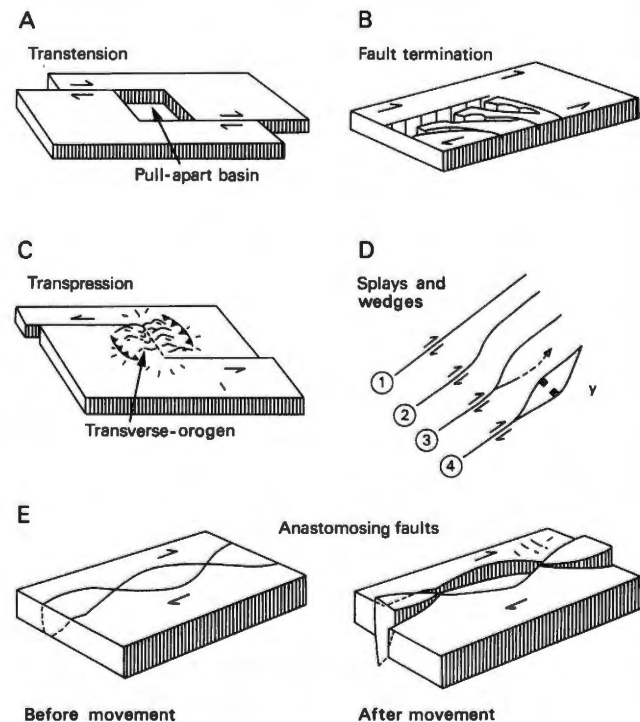 A
Transtension
Pull-apart basin
B
Fault termination
C
Transpression
Transverse-orogen
D
Splays and
wedges
1
2
3
4
y
E
Anastomosing faults
Before movement
After movement